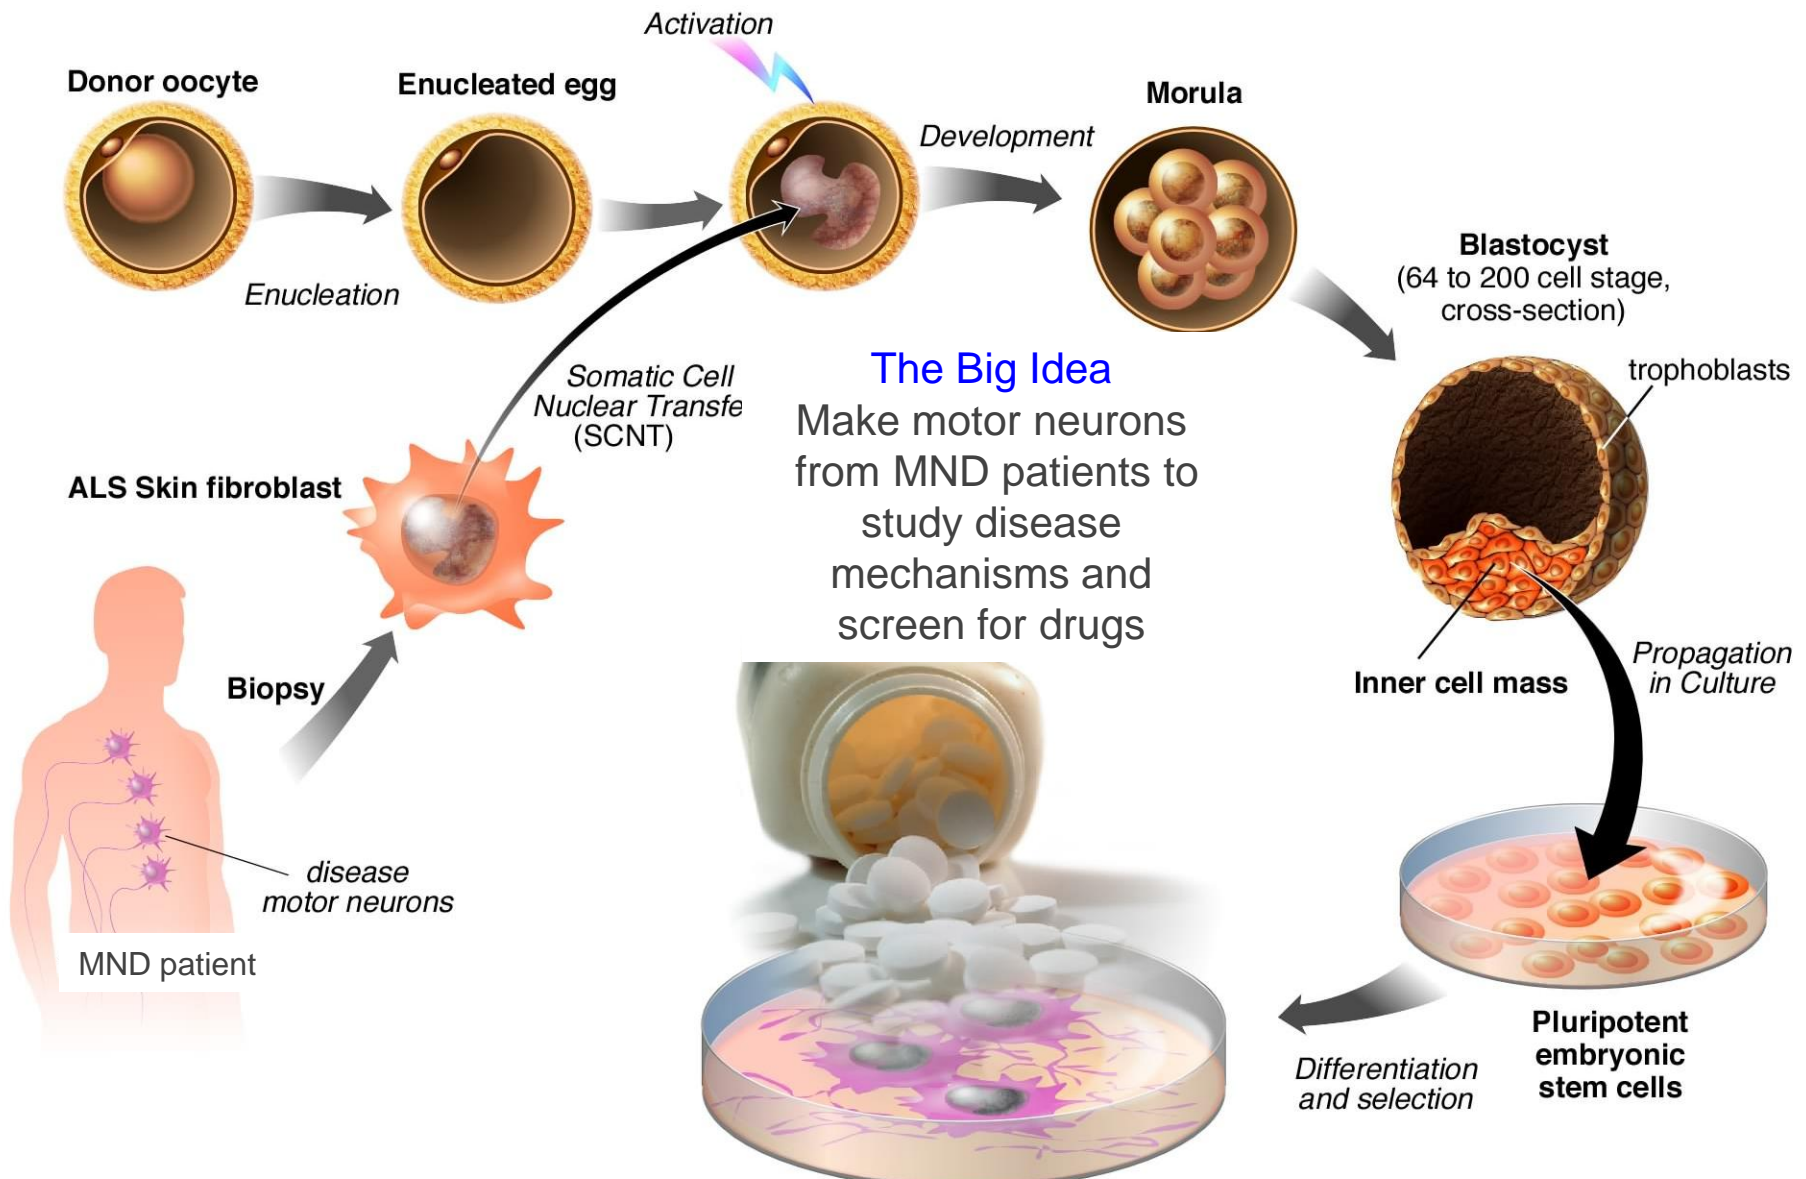 Activation
Donor oocyte
Enucleated egg
Morula
Development
Enucleation
Blastocyst
(64 to 200 cell stage,
cross-section)
trophoblasts
Somatic Cell
Nuclear Transfe
(SCNT)
The Big Idea
Make motor neurons
from MND patients to
study disease
mechanisms and
screen for drugs
ALS Skin fibroblast
Biopsy
Inner cell mass
Propagation
in Culture
disease
motor neurons
MND patient
Pluripotent
embryonic
stem cells
Differentiation
and selection